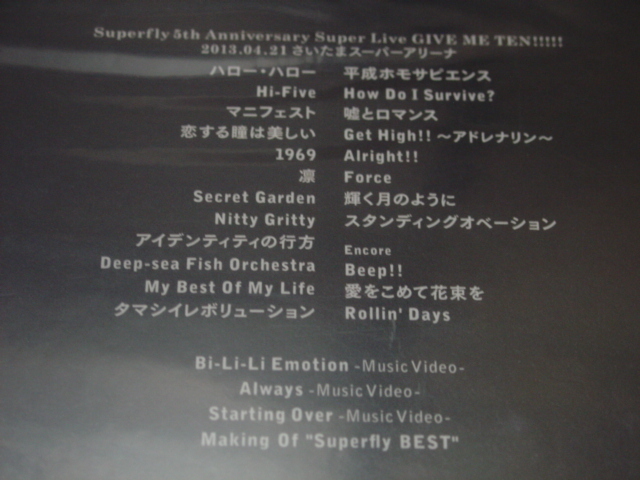 Superfly 5th Anniversary Super Live GIVE ME TEN!!!!!
2013.04.21 さいたまスーパーアリーナ
ハロー・ハロー
Hi-Five
マニフェスト
恋する瞳は美しい
1969
凛
Secret Garden
Nitty Gritty
アイデンティティの行方
Deep-sea Fish Orchestra
My Best Of My Life
タマシイレボリューション
平成ホモサピエンス
How Do I Survive?
嘘とロマンス
Get High!! ～アドレナリン～
Alright!!
Force
輝く月のように
スタンディングオベーション
Encore
Beep!!
愛をこめて花束を
Rollin' Days
Bi-Li-Li Emotion -Music Video-
Always -Music Video-
Starting Over -Music Video-
Making Of "Superfly BEST"